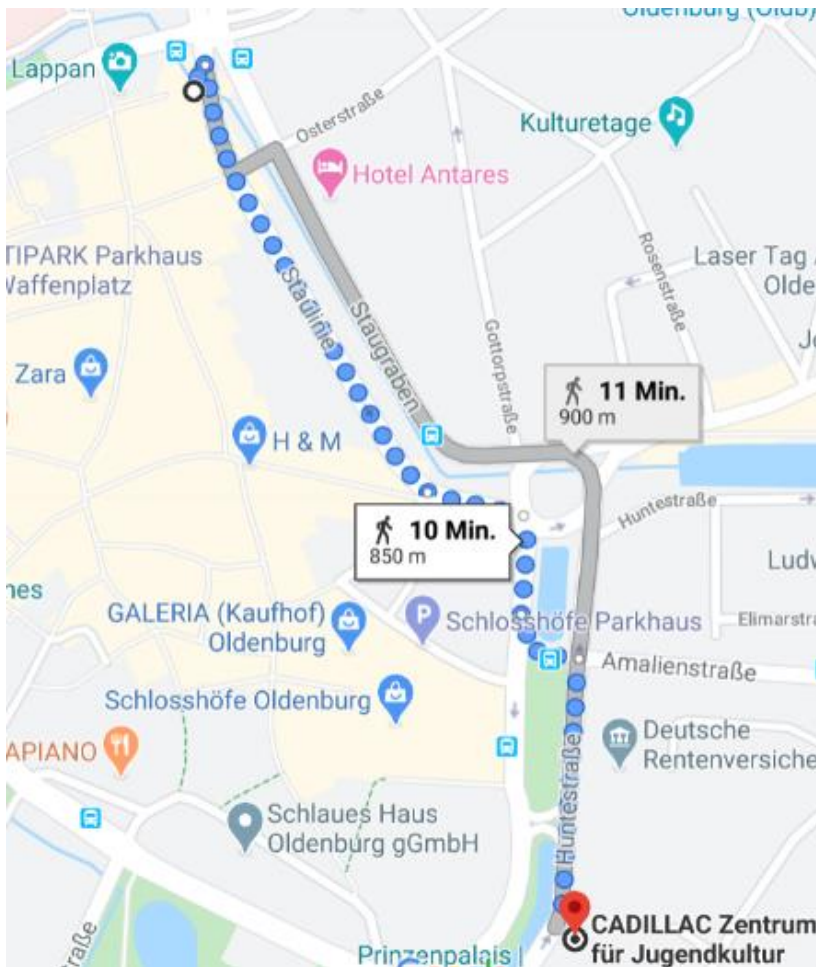 Oldenburg (Oldb)
Lappan
Osterstraße
Kulturetage
Hotel Antares
TIPARK Parkhaus
Waffenplatz
Rosenstraße
Laser Tag
Olde
Staulinie
Staugraben
Gottorpstraße
Jo
Zara
11 Min.
900 m
H & M
10 Min.
850 m
Huntestraße
Ludw
nes
GALERIA (Kaufhof)
Oldenburg
P
Schlosshöfe Parkhaus
Elimarstra
Amalienstraße
Schlosshöfe Oldenburg
APIANO
Deutsche
Rentenversiche
Huntestraße
Schlaues Haus
Oldenburg gGmbH
raße
Prinzenpalais
CADILLAC Zentrum
für Jugendkultur